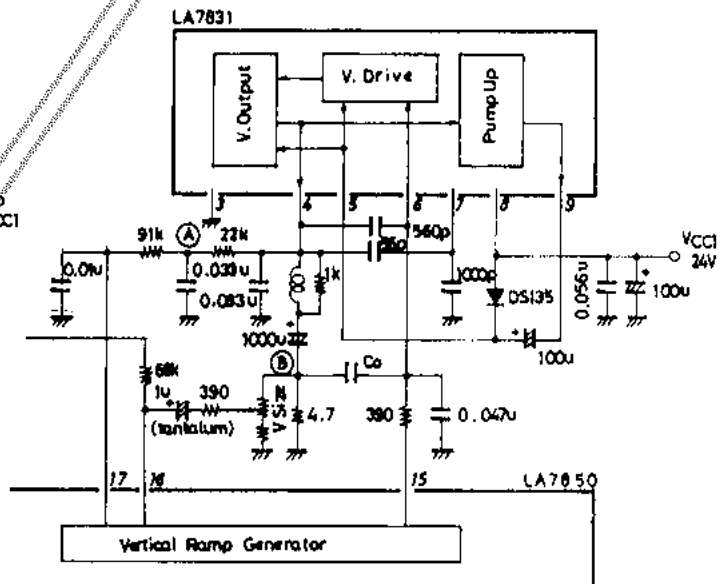 LA7831
V. Output
V. Drive
Pump Up
3
4
5
6
7
8
9
CC1
91k
A
22k
560p
0.01u
0.033u
0.033u
1k
1000p
DS135
0.056u
100u
VCC1
24V
1000u
100u
B
Co
68k
1u
390
V Size
4.7
390
0.047u
(tantalum)
17
16
15
LA7850
Vertical Ramp Generator